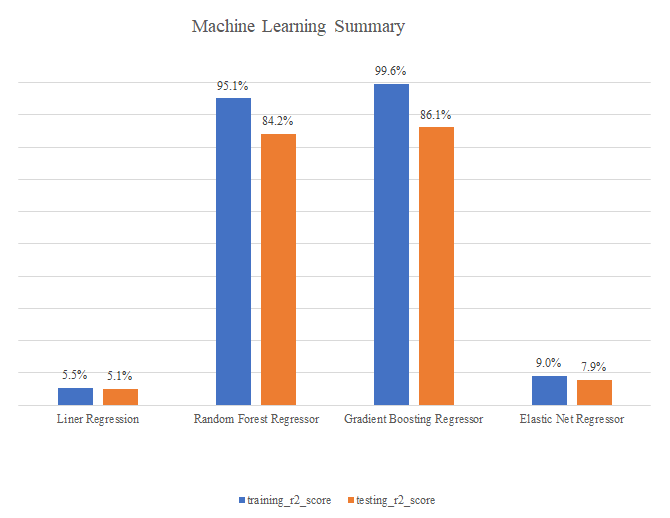 Machine Learning Summary
99.6%
95.1%
86.1%
84.2%
9.0%
7.9%
5.5%
5.1%
Liner Regression
Random Forest Regressor
Gradient Boosting Regressor
Elastic Net Regressor
training_r2_score
testing_r2_score